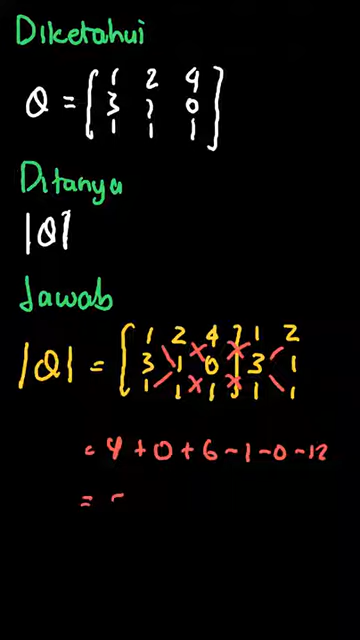 Diketahui
Q = [ 1 2 4
3 1 0
1 1 1 ]
Ditanya
|Q|
Jawab
|Q| = [ 1 2 4 ] 1 2
3 1 0 3 1
1 1 1 1 1
= 4 + 0 + 6 - 1 - 0 - 12
=